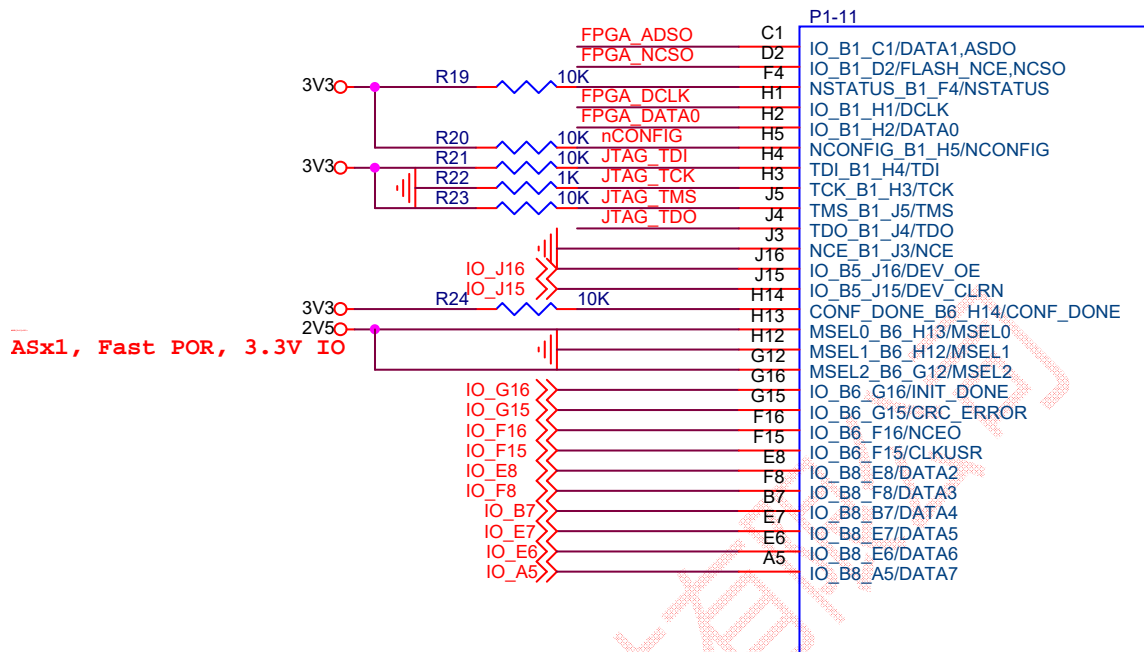 P1-11
FPGA_ADSO C1 IO_B1_C1/DATA1,ASDO
FPGA_NCSO D2 IO_B1_D2/FLASH_NCE,NCSO
3V3 R19 10K F4 NSTATUS_B1_F4/NSTATUS
FPGA_DCLK H1 IO_B1_H1/DCLK
FPGA_DATA0 H2 IO_B1_H2/DATA0
R20 10K nCONFIG H5 NCONFIG_B1_H5/NCONFIG
3V3 R21 10K JTAG_TDI H4 TDI_B1_H4/TDI
R22 1K JTAG_TCK H3 TCK_B1_H3/TCK
R23 10K JTAG_TMS J5 TMS_B1_J5/TMS
JTAG_TDO J4 TDO_B1_J4/TDO
J3 NCE_B1_J3/NCE
IO_J16 J16 IO_B5_J16/DEV_OE
IO_J15 J15 IO_B5_J15/DEV_CLRN
3V3 R24 10K H14 CONF_DONE_B6_H14/CONF_DONE
2V5 H13 MSEL0_B6_H13/MSEL0
ASx1, Fast POR, 3.3V IO
H12 MSEL1_B6_H12/MSEL1
G12 MSEL2_B6_G12/MSEL2
IO_G16 G16 IO_B6_G16/INIT_DONE
IO_G15 G15 IO_B6_G15/CRC_ERROR
IO_F16 F16 IO_B6_F16/NCEO
IO_F15 F15 IO_B6_F15/CLKUSR
IO_E8 E8 IO_B8_E8/DATA2
IO_F8 F8 IO_B8_F8/DATA3
IO_B7 B7 IO_B8_B7/DATA4
IO_E7 E7 IO_B8_E7/DATA5
IO_E6 E6 IO_B8_E6/DATA6
IO_A5 A5 IO_B8_A5/DATA7